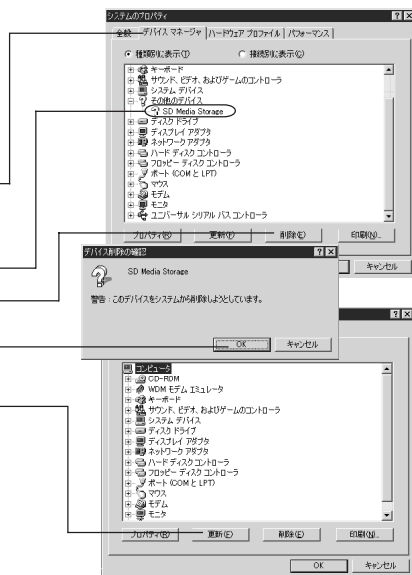 システムのプロパティ
全般 デバイス マネージャ ハードウェア プロファイル パフォーマンス
種類別に表示(T) 接続別に表示(C)
キーボード
サウンド、ビデオ、およびゲームのコントローラ
システム デバイス
その他のデバイス
SD Media Storage
ディスク ドライブ
ディスプレイ アダプタ
ネットワーク アダプタ
ハード ディスク コントローラ
フロッピー ディスク コントローラ
ポート (COM と LPT)
マウス
モデム
モニタ
ユニバーサル シリアル バス コントローラ
プロパティ(R) 更新(F) 削除(E) 印刷(N)...
キャンセル
デバイス削除の確認
SD Media Storage
警告 : このデバイスをシステムから削除しようとしています。
OK キャンセル
コンピュータ
CD-ROM
WDM モデム エミュレータ
キーボード
サウンド、ビデオ、およびゲームのコントローラ
システム デバイス
ディスク ドライブ
ディスプレイ アダプタ
ネットワーク アダプタ
ハード ディスク コントローラ
フロッピー ディスク コントローラ
ポート (COM と LPT)
マウス
モデム
モニタ
プロパティ(R) 更新(F) 削除(E) 印刷(N)...
OK キャンセル